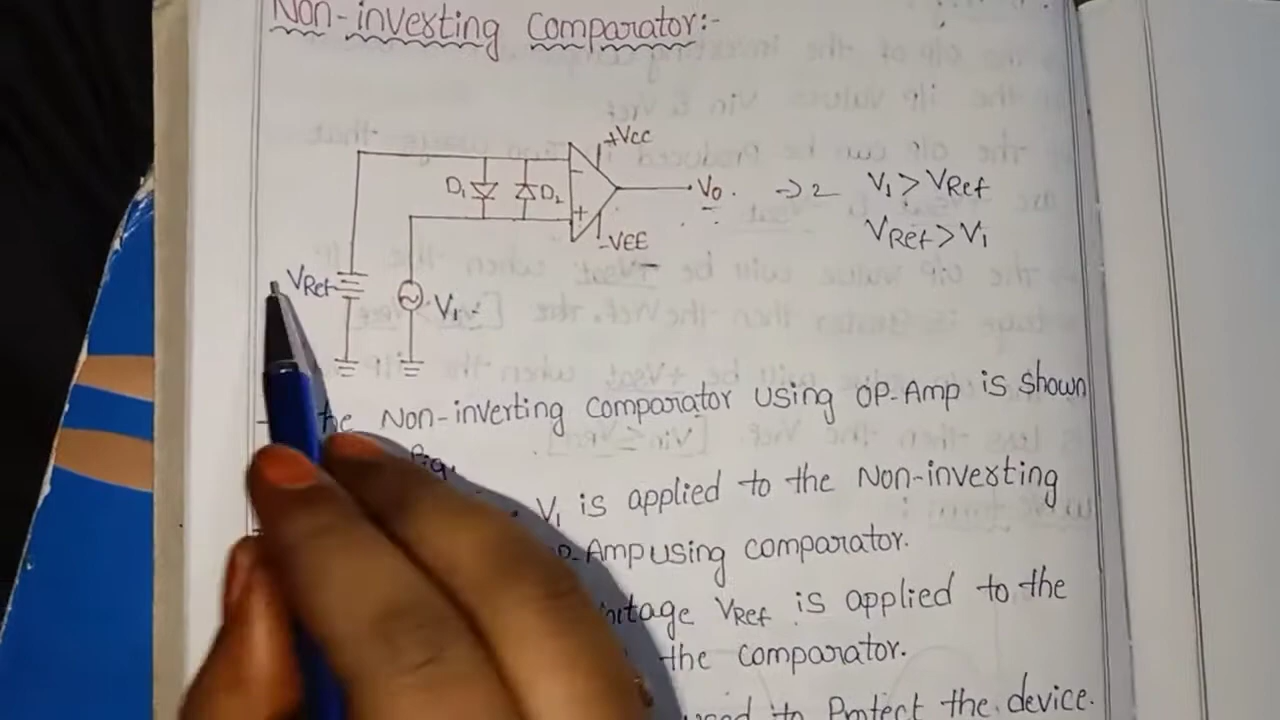 Non-inverting Comparator:-
+Vcc
D1 D2 - + Vo. → 2 V1 > VRef
-VEE VRef > V1
VRef V1
the Non-inverting Comparator using OP-Amp is shown
fig.
V1 is applied to the Non-inverting
Amp using comparator.
VRef is applied to the
the comparator.
to Protect the device.